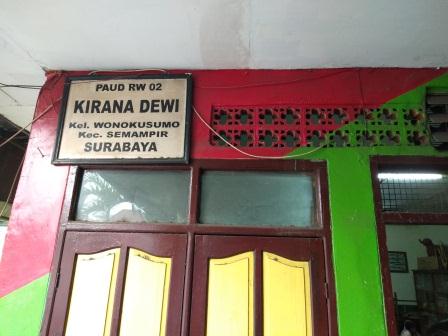 PAUD RW 02
KIRANA DEWI
Kel. WONOKUSUMO
Kec. SEMAMPIR
SURABAYA